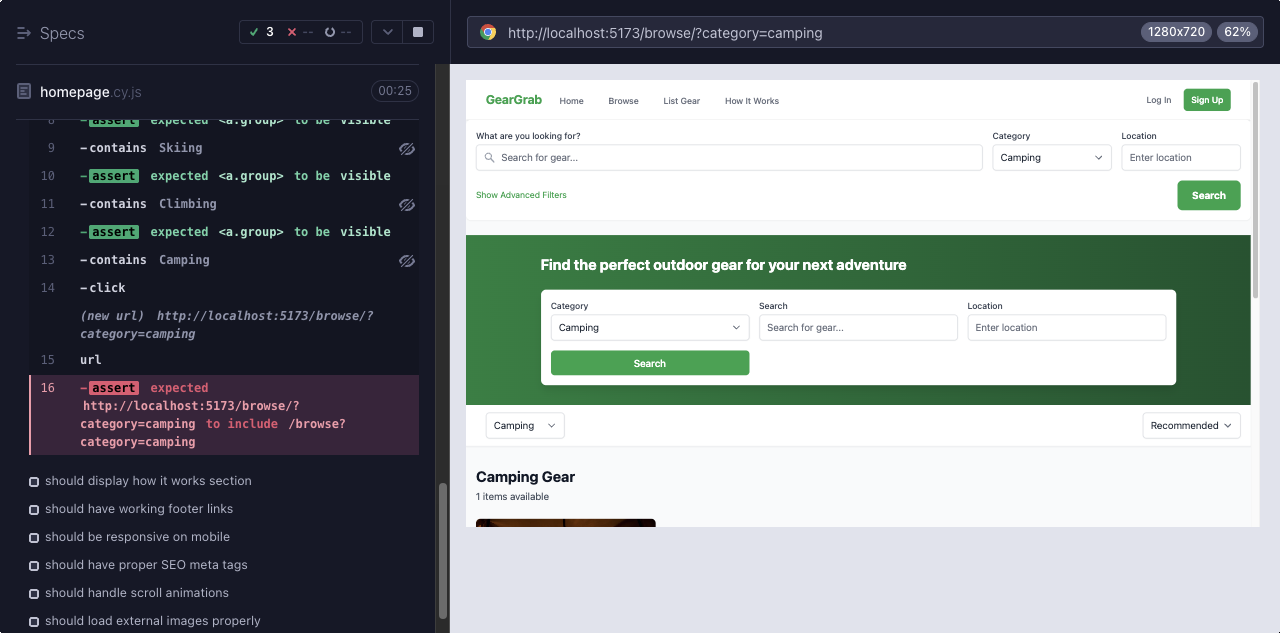 Specs
3 -- --
homepage.cy.js 00:25
8 -assert expected <a.group> to be visible
9 -contains Skiing
10 -assert expected <a.group> to be visible
11 -contains Climbing
12 -assert expected <a.group> to be visible
13 -contains Camping
14 -click
(new url) http://localhost:5173/browse/?
category=camping
15 url
16 -assert expected
http://localhost:5173/browse/?
category=camping to include /browse?
category=camping
should display how it works section
should have working footer links
should be responsive on mobile
should have proper SEO meta tags
should handle scroll animations
should load external images properly
http://localhost:5173/browse/?category=camping 1280x720 62%
GearGrab Home Browse List Gear How It Works Log In Sign Up
What are you looking for? Category Location
Search for gear... Camping Enter location
Show Advanced Filters Search
Find the perfect outdoor gear for your next adventure
Category Search Location
Camping Search for gear... Enter location
Search
Camping Recommended
Camping Gear
1 items available